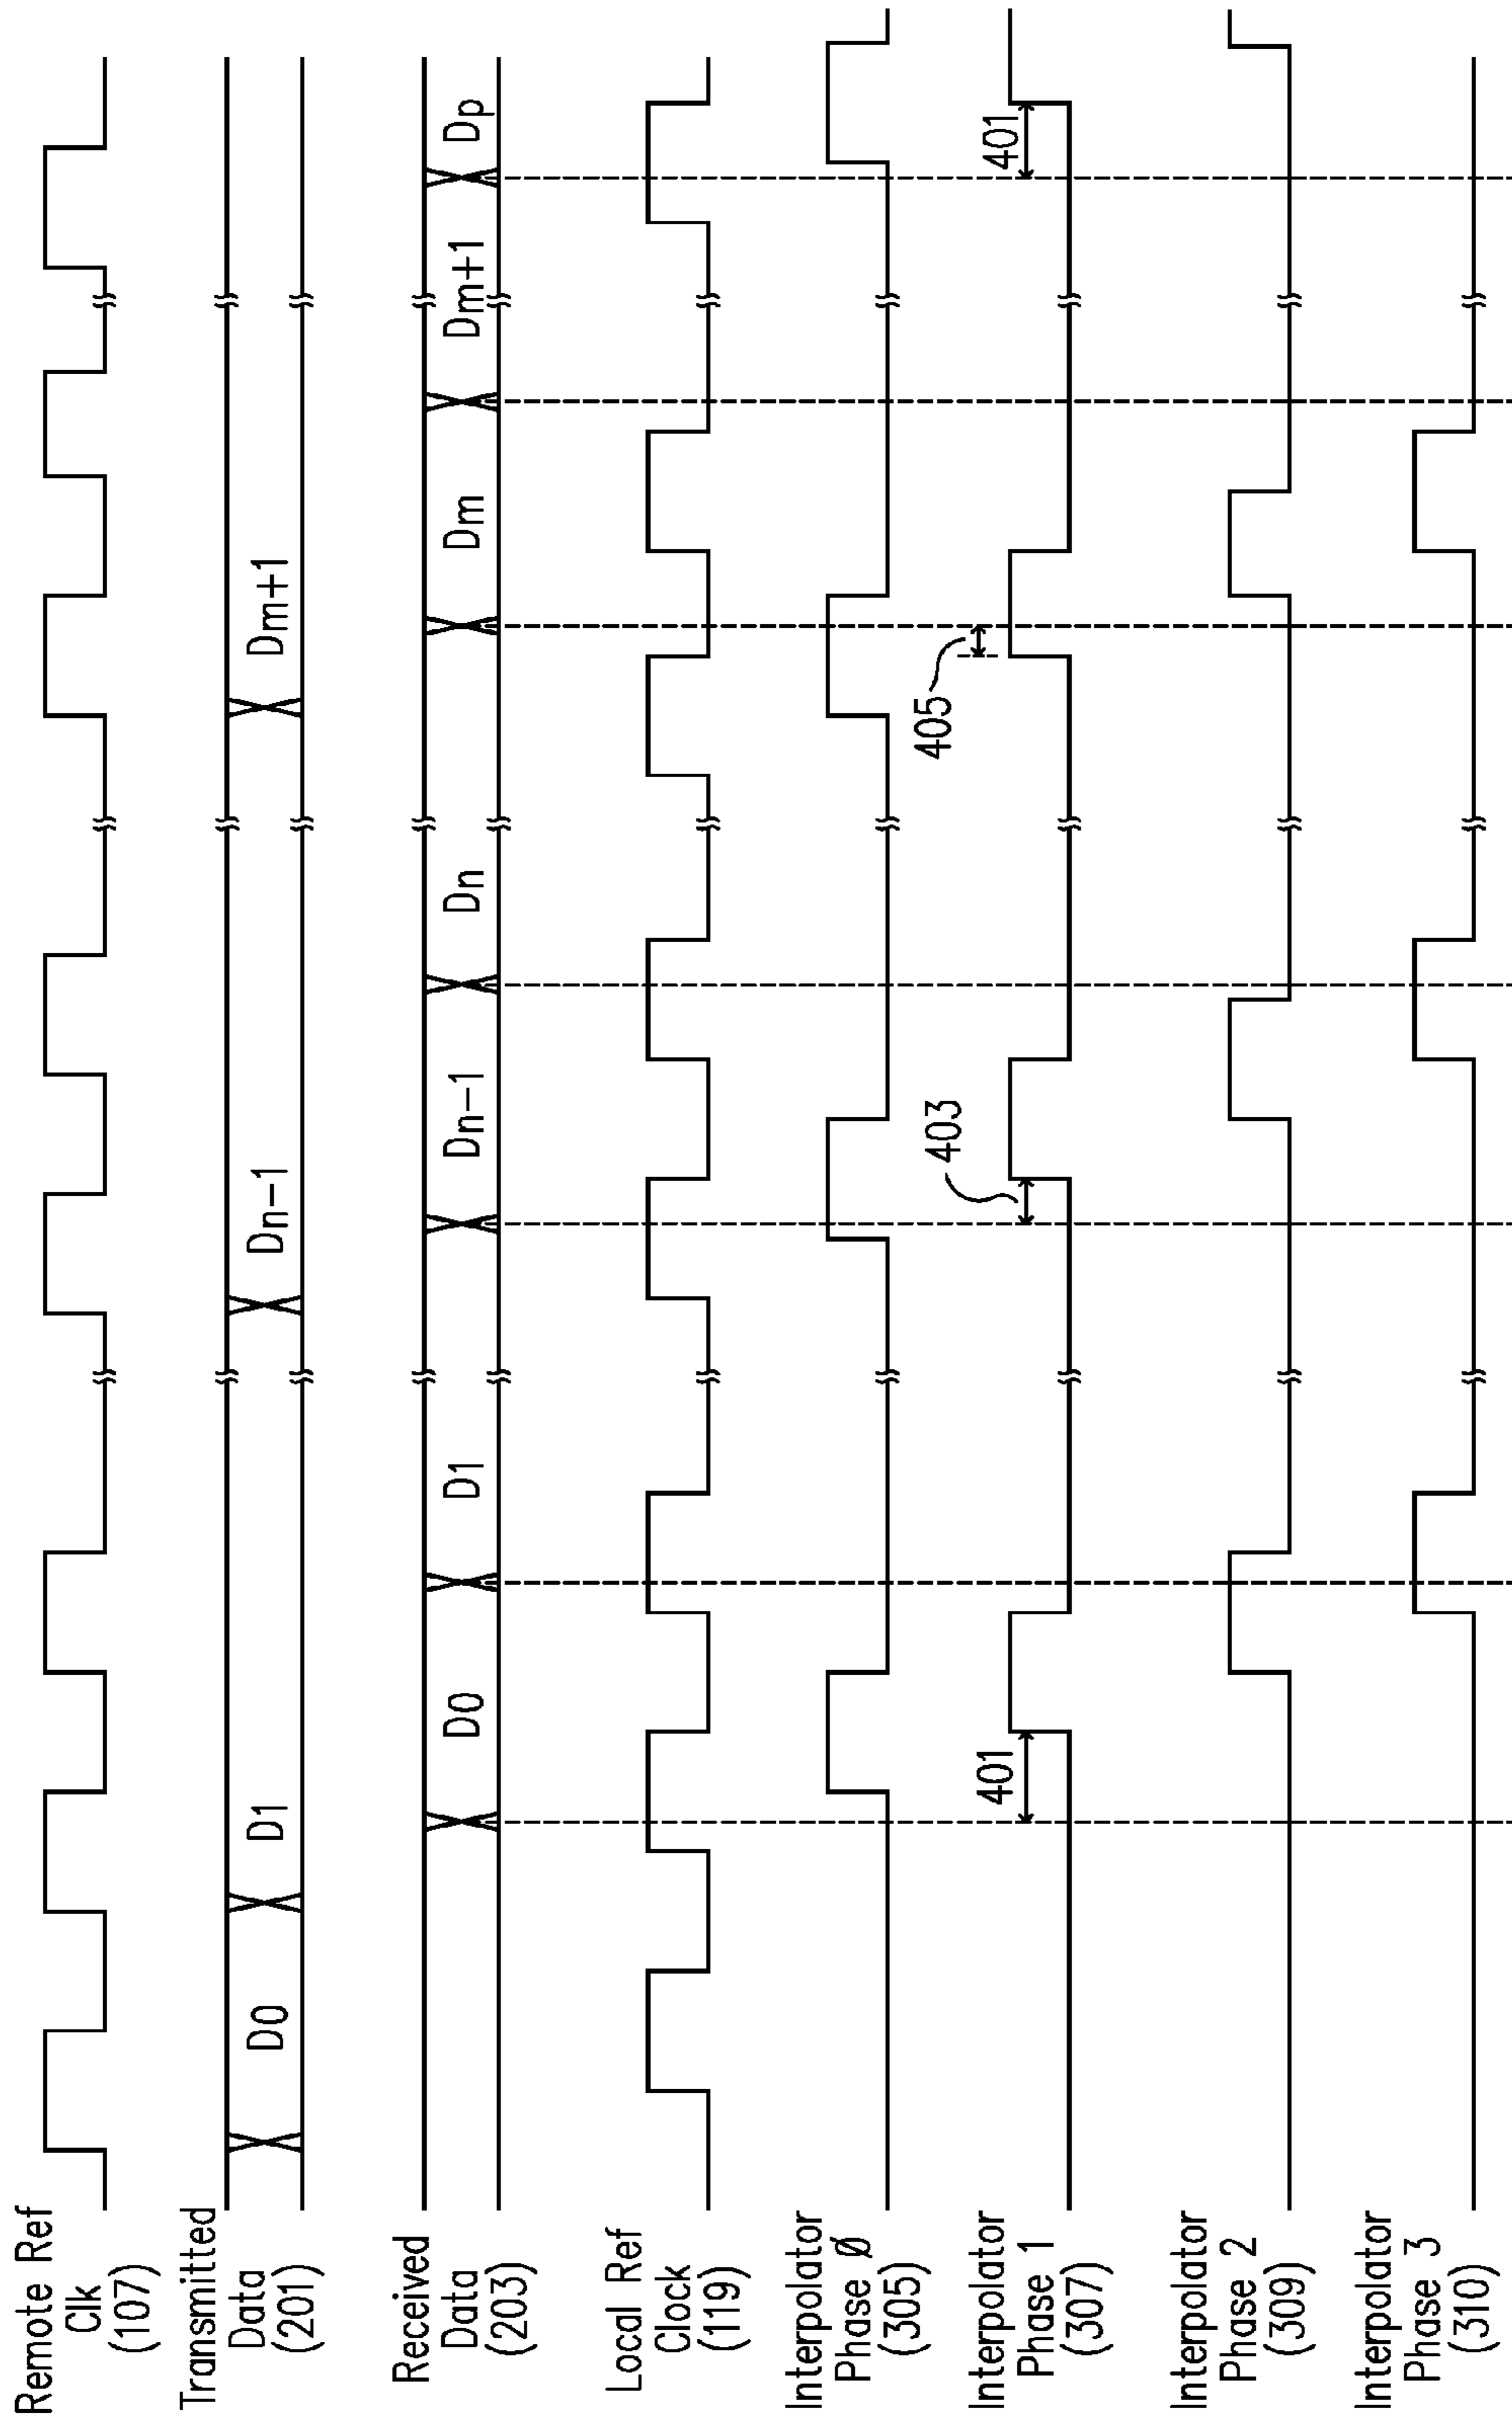 Remote Ref
Clk
(107)
Transmitted
Data
(201)
D0
D1
Dn-1
Dm+1
Received
Data
(203)
D0
D1
Dn-1
Dn
Dm
Dm+1
Dp
Local Ref
Clock
(119)
Interpolator
Phase Ø
(305)
Interpolator
Phase 1
(307)
401
403
405
401
Interpolator
Phase 2
(309)
Interpolator
Phase 3
(310)